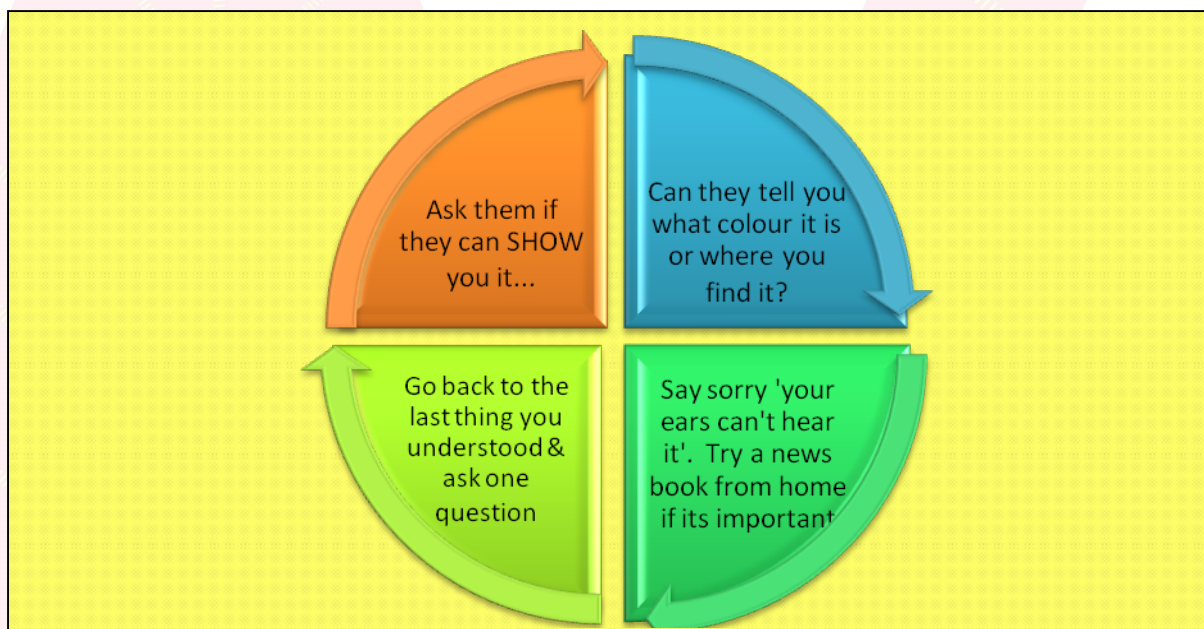 Ask them if
they can SHOW
you it...
Can they tell you
what colour it is
or where you
find it?
Say sorry 'your
ears can't hear
it'. Try a news
book from home
if its important
Go back to the
last thing you
understood &
ask one
question